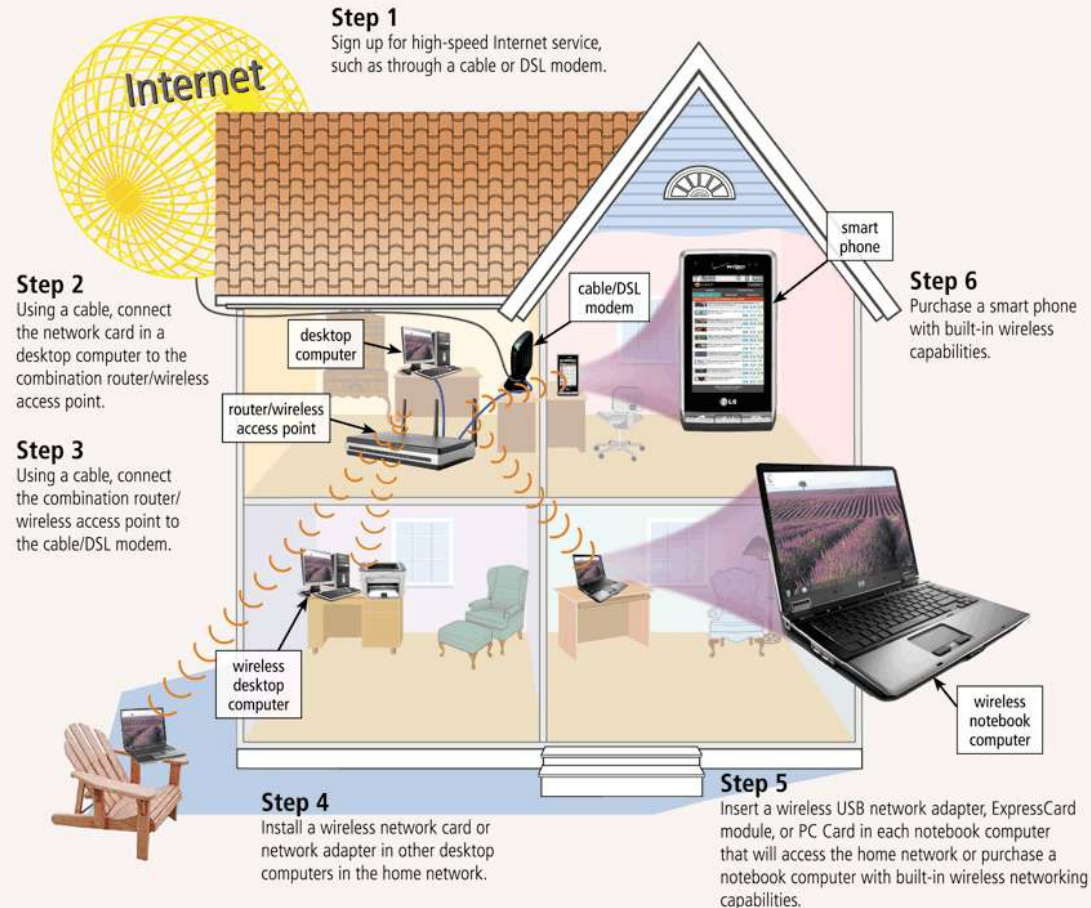 Step 1
Sign up for high-speed Internet service,
such as through a cable or DSL modem.
Internet
Step 2
Using a cable, connect
the network card in a
desktop computer to the
combination router/wireless
access point.
Step 3
Using a cable, connect
the combination router/
wireless access point to
the cable/DSL modem.
desktop
computer
cable/DSL
modem
router/wireless
access point
smart
phone
verizon
LG
Step 6
Purchase a smart phone
with built-in wireless
capabilities.
wireless
desktop
computer
wireless
notebook
computer
Step 4
Install a wireless network card or
network adapter in other desktop
computers in the home network.
Step 5
Insert a wireless USB network adapter, ExpressCard
module, or PC Card in each notebook computer
that will access the home network or purchase a
notebook computer with built-in wireless networking
capabilities.